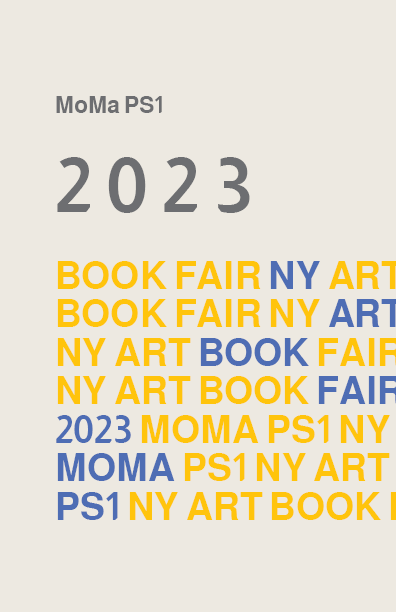 MoMa PS1
2023
BOOK FAIR NY ART
BOOK FAIR NY ART
NY ART BOOK FAIR
NY ART BOOK FAIR
2023 MOMA PS1 NY
MOMA PS1 NY ART
PS1 NY ART BOOK